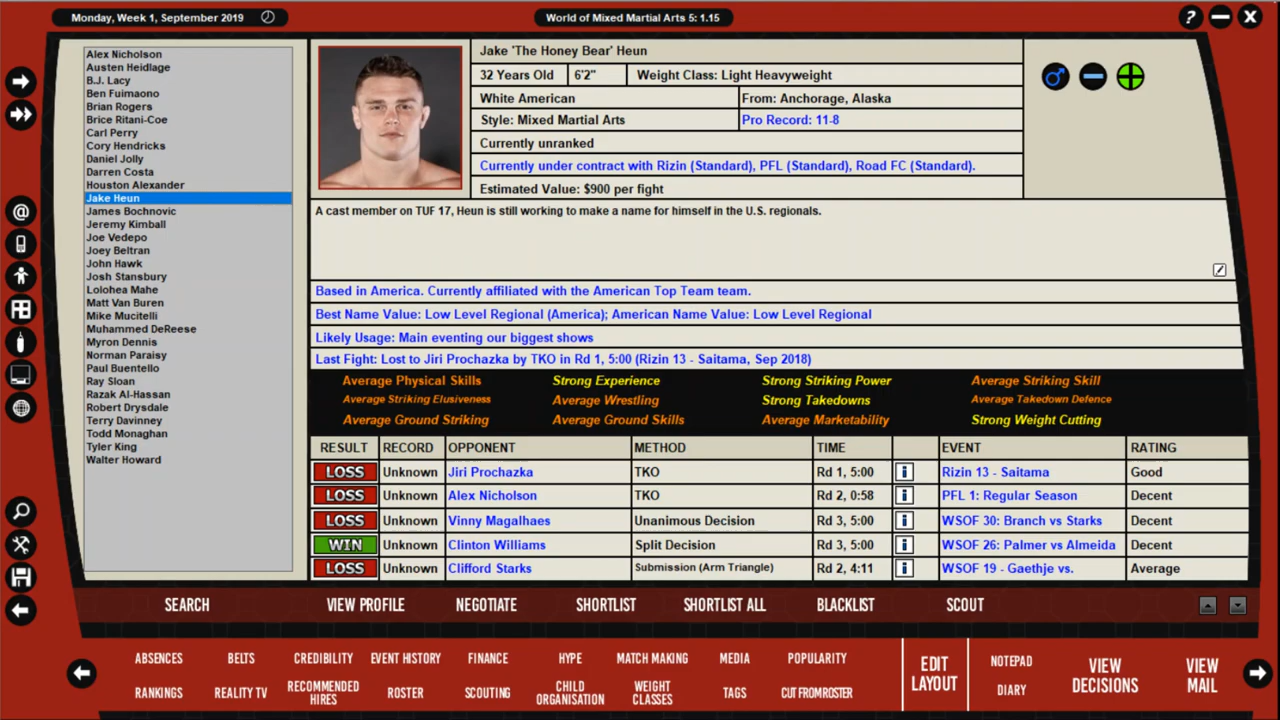 Monday, Week 1, September 2019
World of Mixed Martial Arts 5: 1.15
? X
Alex Nicholson
Austen Heidlage
B.J. Lacy
Ben Fuimaono
Brian Rogers
Brice Ritani-Coe
Carl Perry
Cory Hendricks
Daniel Jolly
Darren Costa
Houston Alexander
Jake Heun
James Bochnovic
Jeremy Kimball
Joe Vedepo
Joey Beltran
John Hawk
Josh Stansbury
Lolohea Mahe
Matt Van Buren
Mike Mucitelli
Muhammed DeReese
Myron Dennis
Norman Paraisy
Paul Buentello
Ray Sloan
Razak Al-Hassan
Robert Drysdale
Terry Davinney
Todd Monaghan
Tyler King
Walter Howard
Jake 'The Honey Bear' Heun
32 Years Old 6'2" Weight Class: Light Heavyweight
White American From: Anchorage, Alaska
Style: Mixed Martial Arts Pro Record: 11-8
Currently unranked
Currently under contract with Rizin (Standard), PFL (Standard), Road FC (Standard).
Estimated Value: $900 per fight
A cast member on TUF 17, Heun is still working to make a name for himself in the U.S. regionals.
Based in America. Currently affiliated with the American Top Team team.
Best Name Value: Low Level Regional (America); American Name Value: Low Level Regional
Likely Usage: Main eventing our biggest shows
Last Fight: Lost to Jiri Prochazka by TKO in Rd 1, 5:00 (Rizin 13 - Saitama, Sep 2018)
Average Physical Skills Strong Experience Strong Striking Power Average Striking Skill
Average Striking Elusiveness Average Wrestling Strong Takedowns Average Takedown Defence
Average Ground Striking Average Ground Skills Average Marketability Strong Weight Cutting
RESULT RECORD OPPONENT METHOD TIME EVENT RATING
LOSS Unknown Jiri Prochazka TKO Rd 1, 5:00 i Rizin 13 - Saitama Good
LOSS Unknown Alex Nicholson TKO Rd 2, 0:58 i PFL 1: Regular Season Decent
LOSS Unknown Vinny Magalhaes Unanimous Decision Rd 3, 5:00 i WSOF 30: Branch vs Starks Decent
WIN Unknown Clinton Williams Split Decision Rd 3, 5:00 i WSOF 26: Palmer vs Almeida Decent
LOSS Unknown Clifford Starks Submission (Arm Triangle) Rd 2, 4:11 i WSOF 19 - Gaethje vs. Average
SEARCH VIEW PROFILE NEGOTIATE SHORTLIST SHORTLIST ALL BLACKLIST SCOUT
ABSENCES BELTS CREDIBILITY EVENT HISTORY FINANCE HYPE MATCH MAKING MEDIA POPULARITY
RANKINGS REALITY TV RECOMMENDED HIRES ROSTER SCOUTING CHILD ORGANISATION WEIGHT CLASSES TAGS CUT FROM ROSTER
EDIT LAYOUT
NOTEPAD
DIARY
VIEW DECISIONS
VIEW MAIL